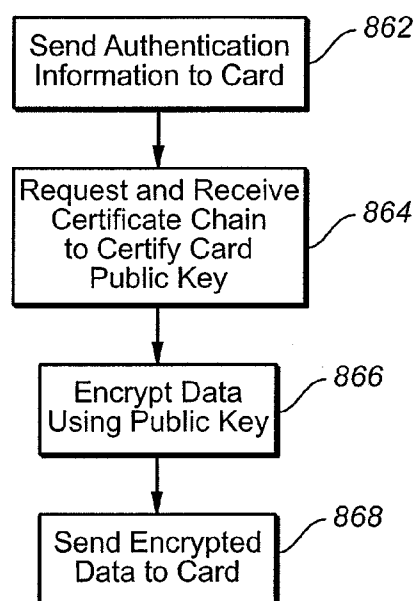 Send Authentication
Information to Card
862
Request and Receive
Certificate Chain
to Certify Card
Public Key
864
Encrypt Data
Using Public Key
866
Send Encrypted
Data to Card
868